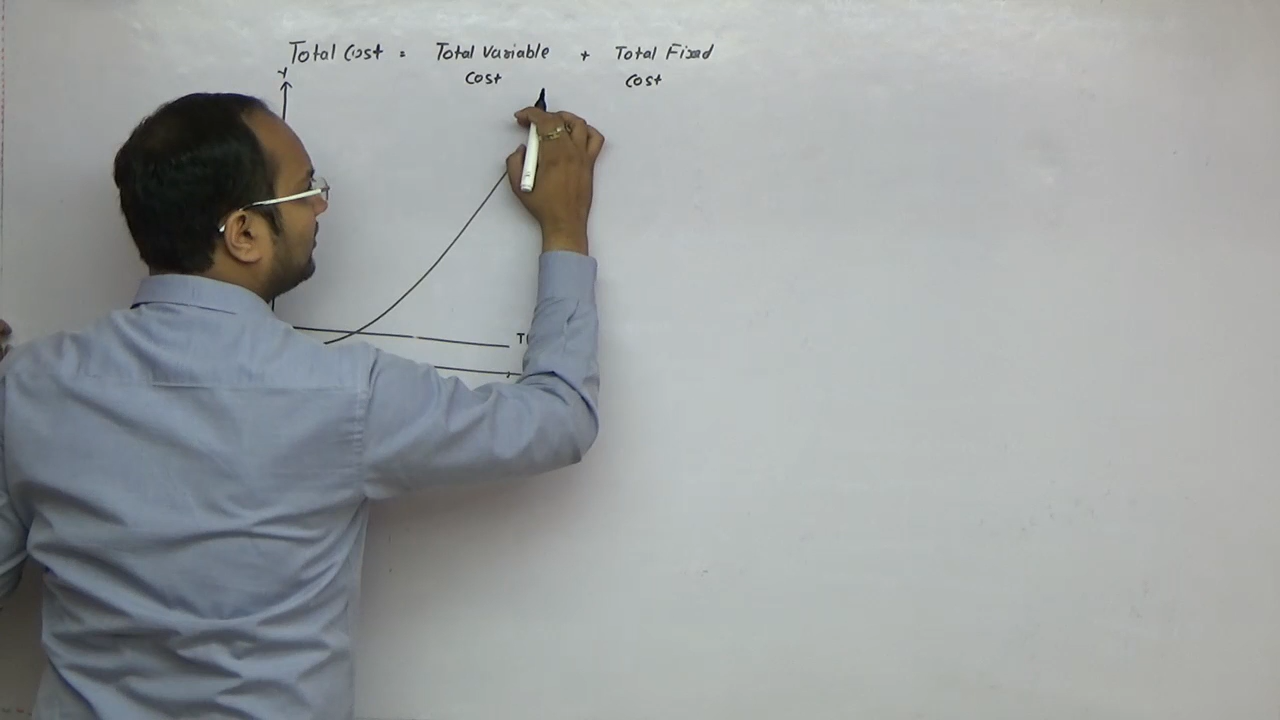 Total Cost = Total Variable + Total Fixed
Cost Cost
Y